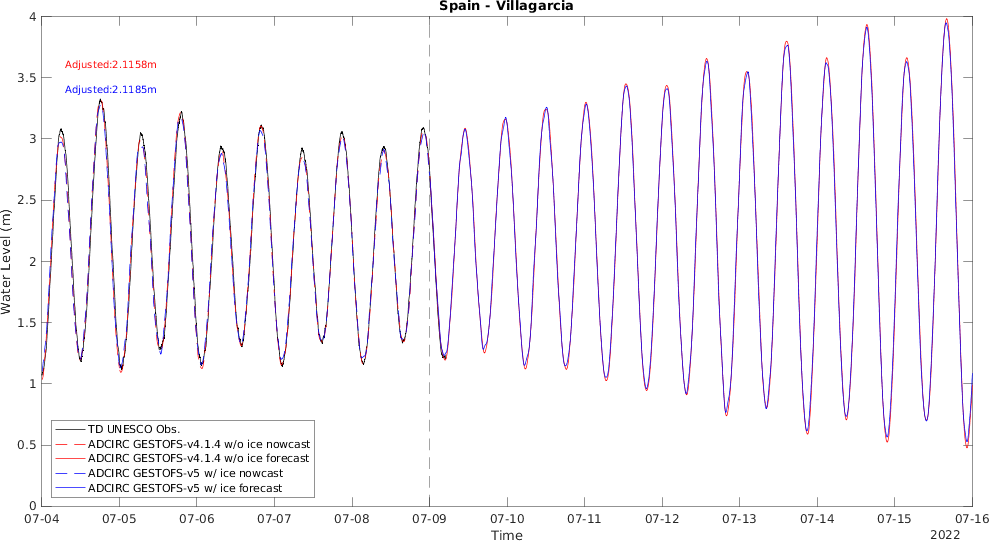 Spain - Villagarcia
4
3.5
3
2.5
2
1.5
1
0.5
0
Water Level (m)
Adjusted:2.1158m
Adjusted:2.1185m
TD UNESCO Obs.
ADCIRC GESTOFS-v4.1.4 w/o ice nowcast
ADCIRC GESTOFS-v4.1.4 w/o ice forecast
ADCIRC GESTOFS-v5 w/ ice nowcast
ADCIRC GESTOFS-v5 w/ ice forecast
07-04 07-05 07-06 07-07 07-08 07-09 07-10 07-11 07-12 07-13 07-14 07-15 07-16
Time
2022